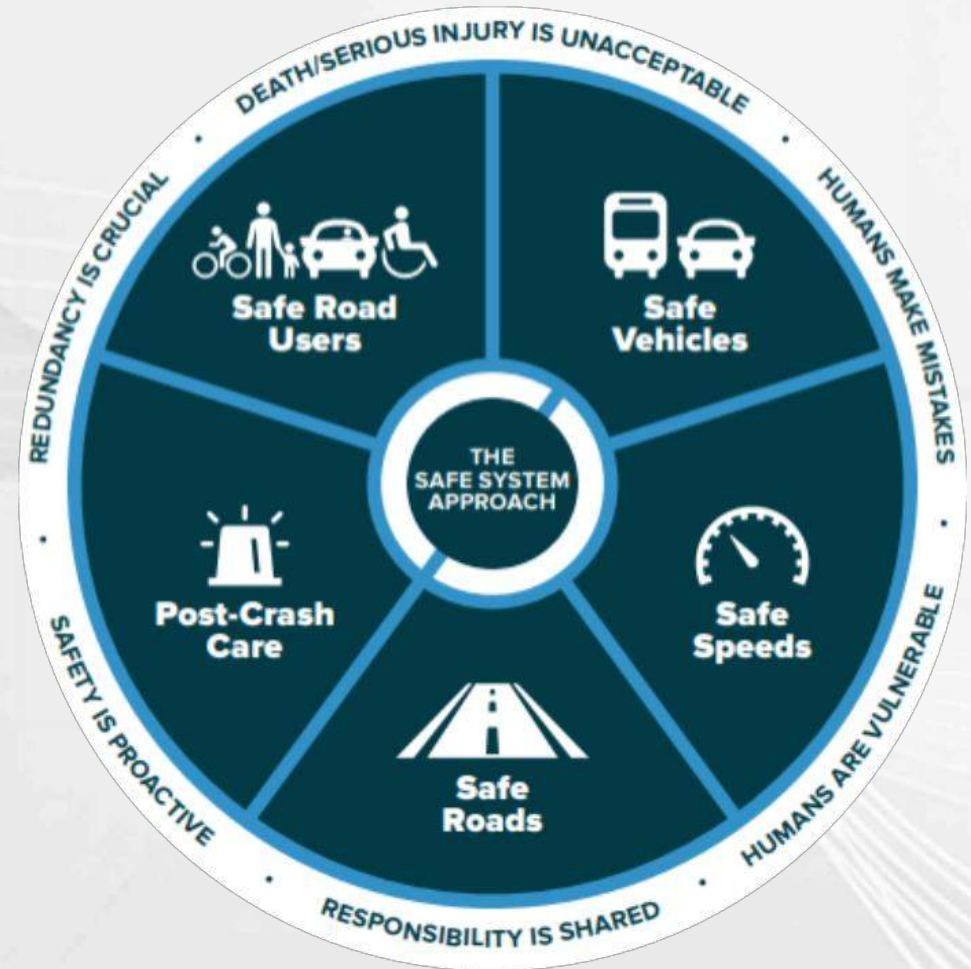 DEATH/SERIOUS INJURY IS UNACCEPTABLE
HUMANS MAKE MISTAKES
HUMANS ARE VULNERABLE
RESPONSIBILITY IS SHARED
SAFETY IS PROACTIVE
REDUNDANCY IS CRUCIAL
Safe Road
Users
Safe
Vehicles
Safe
Speeds
Safe
Roads
Post-Crash
Care
THE
SAFE SYSTEM
APPROACH